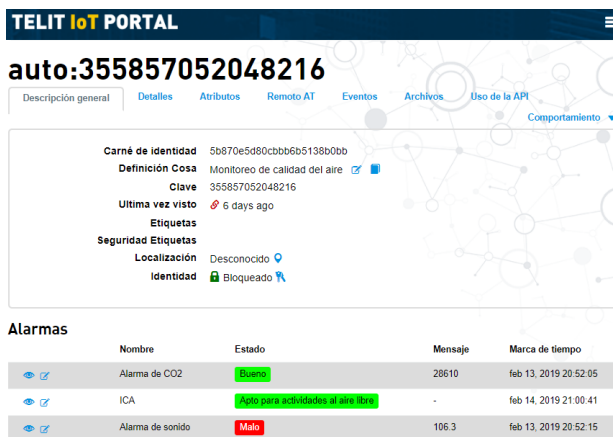 TELIT IoT PORTAL
auto:355857052048216
Descripción general Detalles Atributos Remoto AT Eventos Archivos Uso de la API
Comportamiento
Carné de identidad 5b870e5d80cbbb6b5138b0bb
Definición Cosa Monitoreo de calidad del aire
Clave 355857052048216
Ultima vez visto 6 days ago
Etiquetas
Seguridad Etiquetas
Localización Desconocido
Identidad Bloqueado
Alarmas
Nombre Estado Mensaje Marca de tiempo
Alarma de CO2 Bueno 28610 feb 13, 2019 20:52:05
ICA Apto para actividades al aire libre - feb 14, 2019 21:00:41
Alarma de sonido Malo 106.3 feb 13, 2019 20:52:15